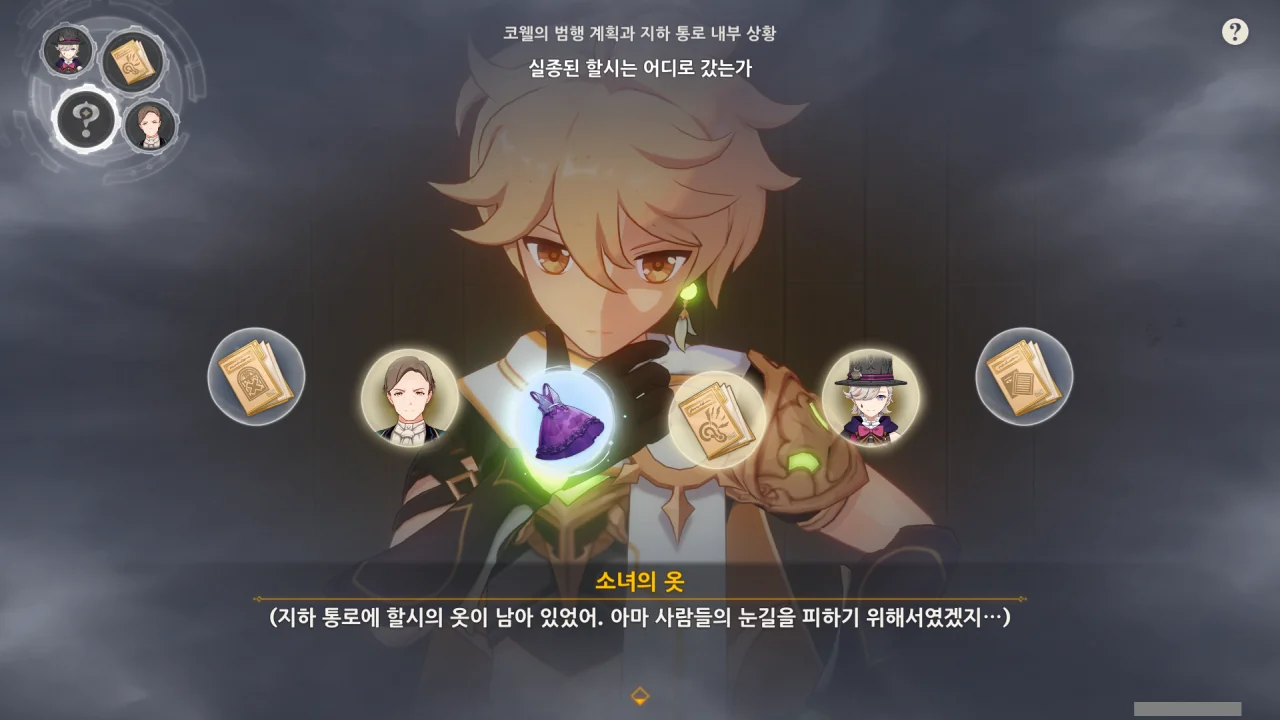 코웰의 범행 계획과 지하 통로 내부 상황
실종된 할시는 어디로 갔는가
?
?
소녀의 옷
(지하 통로에 할시의 옷이 남아 있었어. 아마 사람들의 눈길을 피하기 위해서였겠지…)